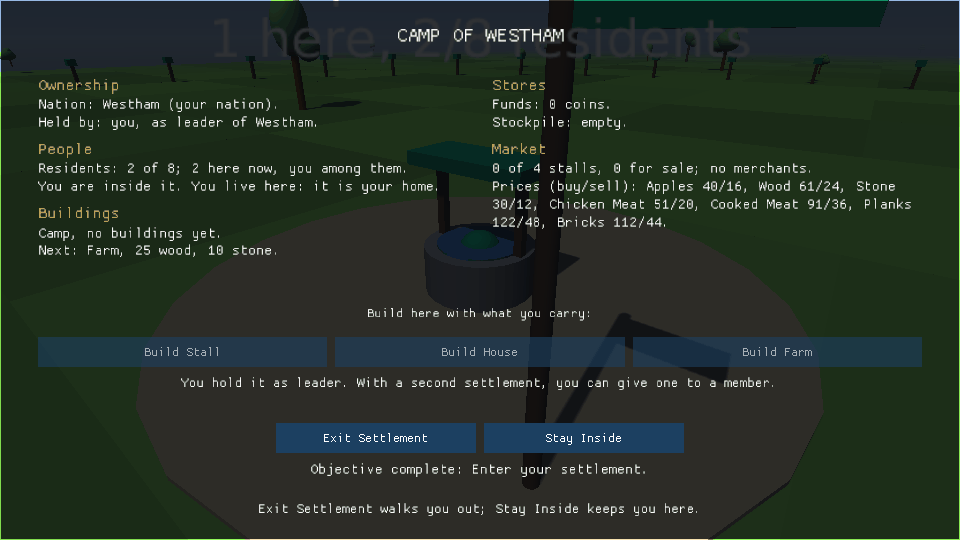 1 here, 2/8 residents
CAMP OF WESTHAM
Ownership
Nation: Westham (your nation).
Held by: you, as leader of Westham.
People
Residents: 2 of 8; 2 here now, you among them.
You are inside it. You live here: it is your home.
Buildings
Camp, no buildings yet.
Next: Farm, 25 wood, 10 stone.
Stores
Funds: 0 coins.
Stockpile: empty.
Market
0 of 4 stalls, 0 for sale; no merchants.
Prices (buy/sell): Apples 40/16, Wood 61/24, Stone
30/12, Chicken Meat 51/20, Cooked Meat 91/36, Planks
122/48, Bricks 112/44.
Build here with what you carry:
Build Stall
Build House
Build Farm
You hold it as leader. With a second settlement, you can give one to a member.
Exit Settlement
Stay Inside
Objective complete: Enter your settlement.
Exit Settlement walks you out; Stay Inside keeps you here.